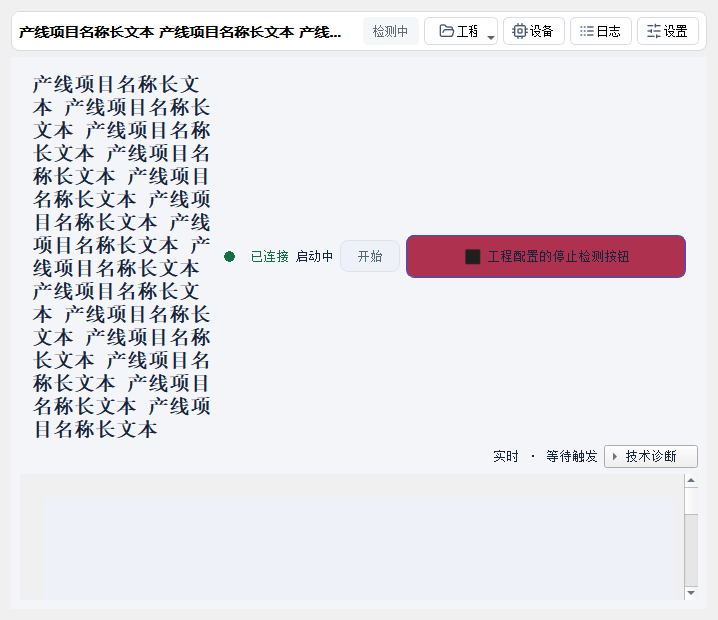 产线项目名称长文本 产线项目名称长文本 产线... 检测中 工程 设备 日志 设置
产线项目名称长文
本 产线项目名称长
文本 产线项目名称
长文本 产线项目名
称长文本 产线项目
名称长文本 产线项
目名称长文本 产线
项目名称长文本 产
线项目名称长文本
产线项目名称长文
本 产线项目名称长
文本 产线项目名称
长文本 产线项目名
称长文本 产线项目
名称长文本 产线项
目名称长文本
已连接 启动中 开始 工程配置的停止检测按钮
实时 · 等待触发 技术诊断